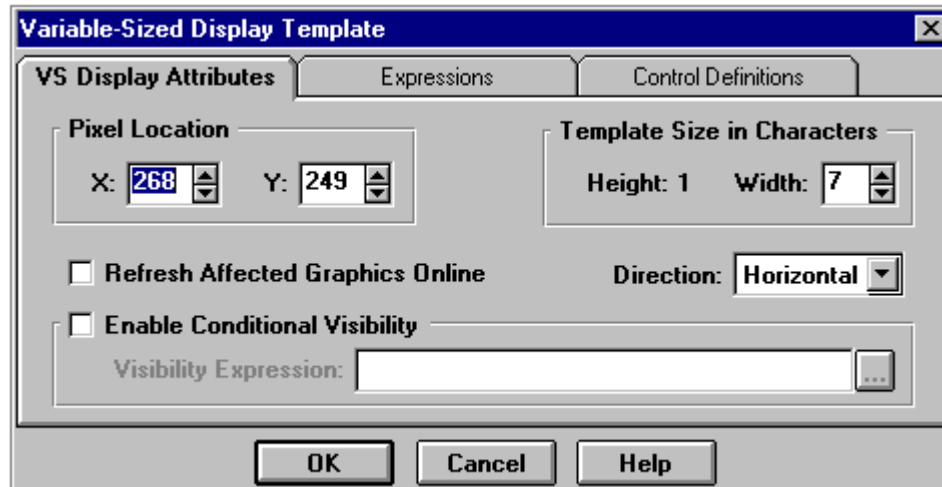 Variable-Sized Display Template
VS Display Attributes Expressions Control Definitions
Pixel Location Template Size in Characters
X: 268 Y: 249 Height: 1 Width: 7
Refresh Affected Graphics Online Direction: Horizontal
Enable Conditional Visibility
Visibility Expression: ...
OK Cancel Help